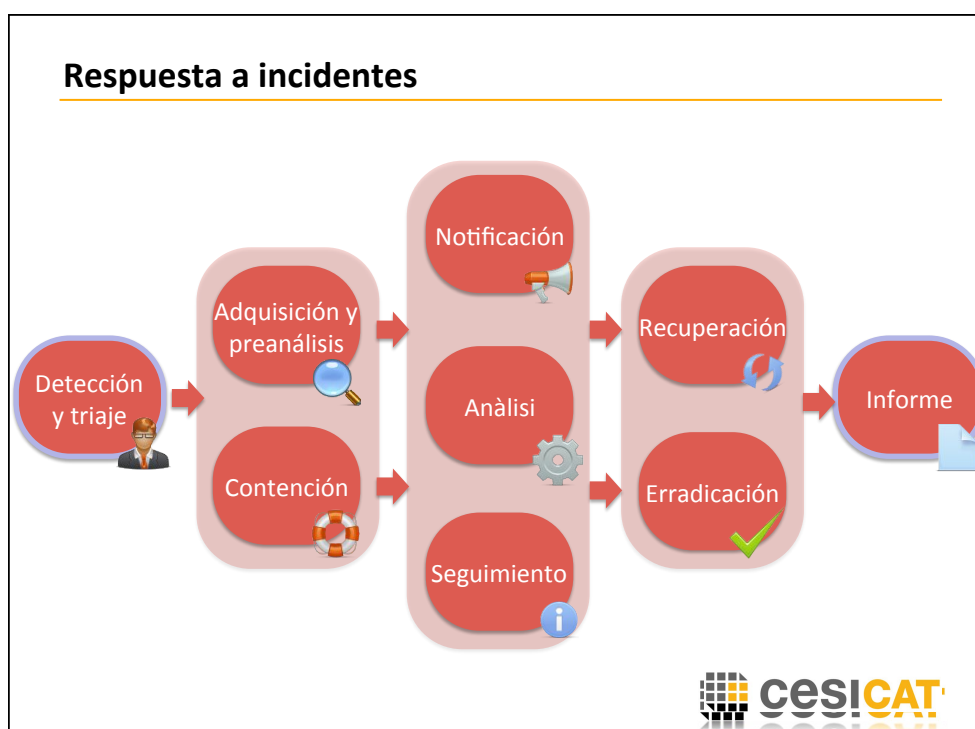 Respuesta a incidentes
Detección
y triaje
Adquisición y
preanálisis
Contención
Notificación
Anàlisi
Seguimiento
Recuperación
Erradicación
Informe
cesicat